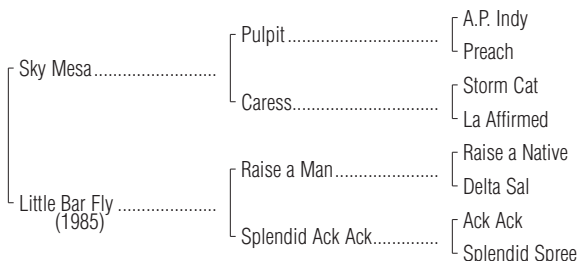 A.P. Indy
Pulpit
Preach
Sky Mesa
Storm Cat
Caress
La Affirmed
Raise a Native
Raise a Man
Delta Sal
Little Bar Fly
(1985)
Ack Ack
Splendid Ack Ack
Splendid Spree